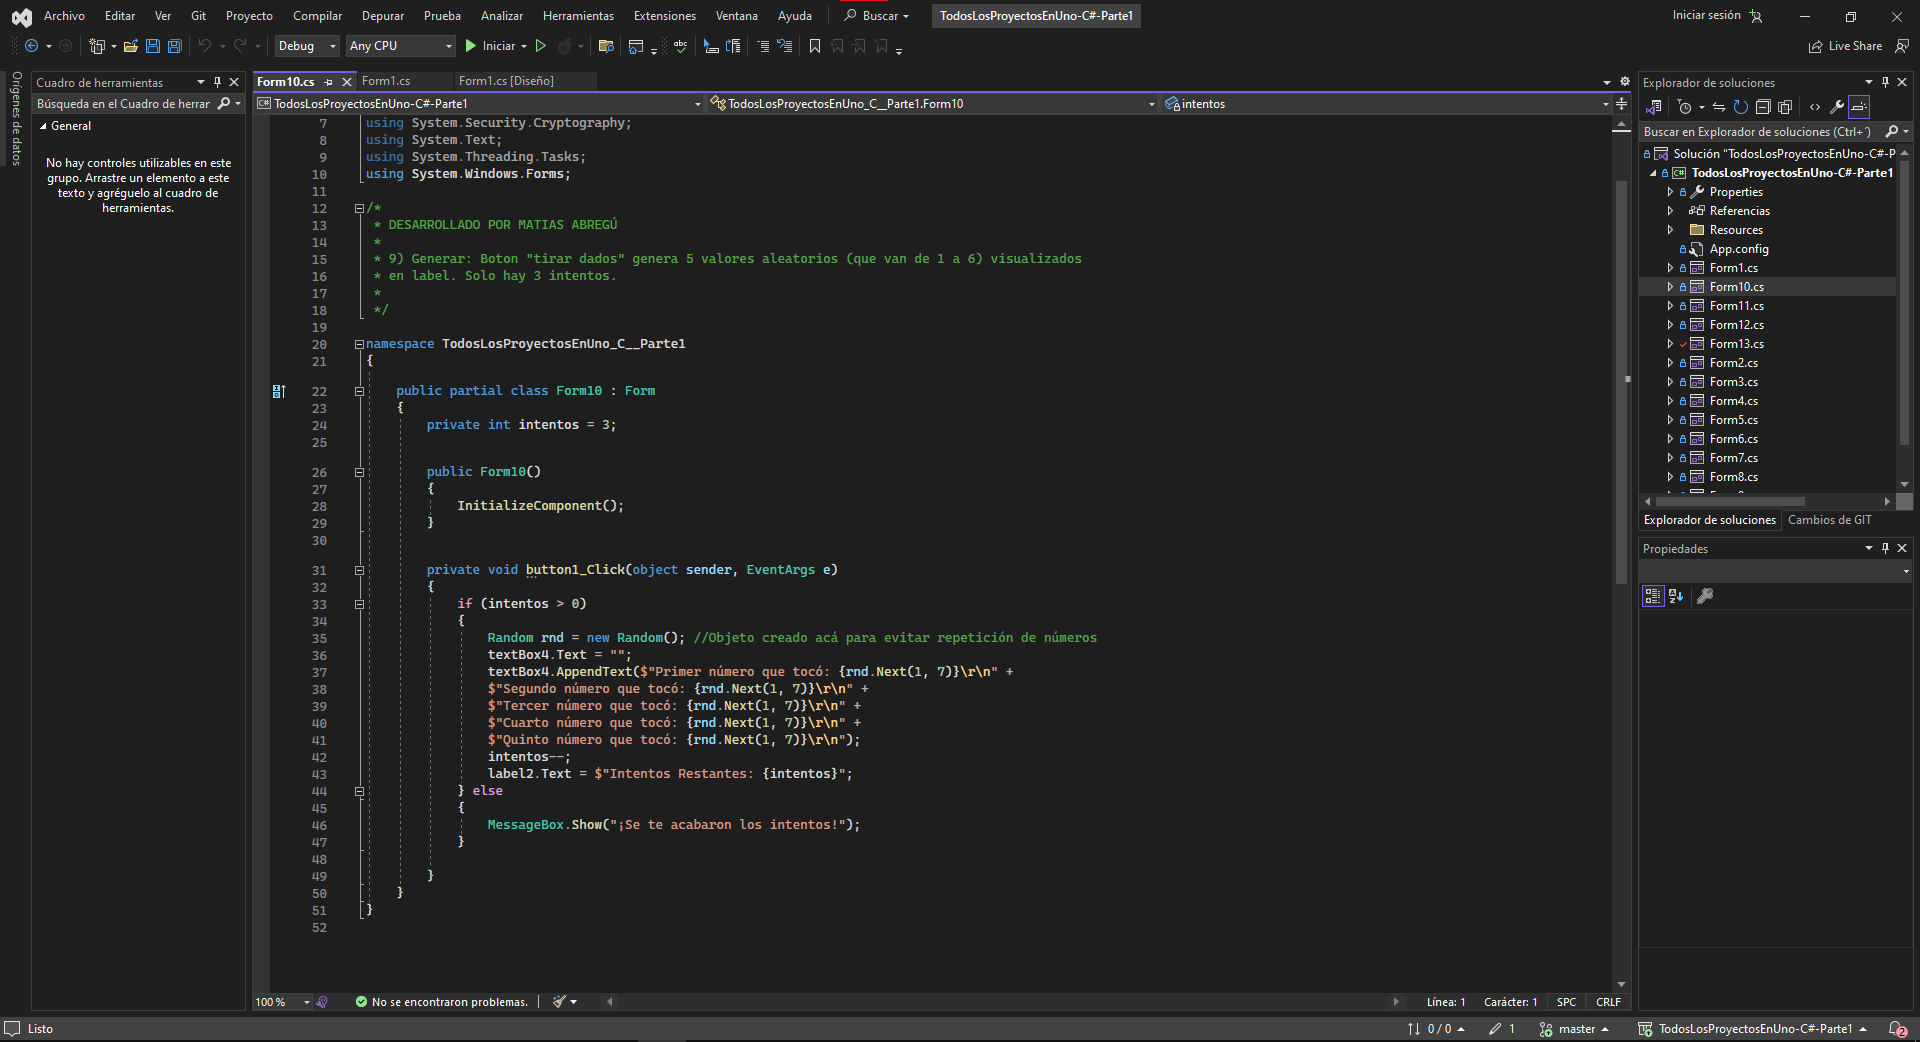 Archivo Editar Ver Git Proyecto Compilar Depurar Prueba Analizar Herramientas Extensiones Ventana Ayuda Buscar TodosLosProyectosEnUno-C#-Parte1 Iniciar sesión
Debug Any CPU Iniciar Live Share
Orígenes de datos
Cuadro de herramientas
Búsqueda en el Cuadro de herrar
General
No hay controles utilizables en este
grupo. Arrastre un elemento a este
texto y agréguelo al cuadro de
herramientas.
Form10.cs Form1.cs Form1.cs [Diseño]
TodosLosProyectosEnUno-C#-Parte1 TodosLosProyectosEnUno_C__Parte1.Form10 intentos
7 using System.Security.Cryptography;
8 using System.Text;
9 using System.Threading.Tasks;
10 using System.Windows.Forms;
11
12 /*
13 * DESARROLLADO POR MATIAS ABREGÚ
14 *
15 * 9) Generar: Boton "tirar dados" genera 5 valores aleatorios (que van de 1 a 6) visualizados
16 * en label. Solo hay 3 intentos.
17 *
18 */
19
20 namespace TodosLosProyectosEnUno_C__Parte1
21 {
22 public partial class Form10 : Form
23 {
24 private int intentos = 3;
25
26 public Form10()
27 {
28 InitializeComponent();
29 }
30
31 private void button1_Click(object sender, EventArgs e)
32 {
33 if (intentos > 0)
34 {
35 Random rnd = new Random(); //Objeto creado acá para evitar repetición de números
36 textBox4.Text = "";
37 textBox4.AppendText($"Primer número que tocó: {rnd.Next(1, 7)}\r\n" +
38 $"Segundo número que tocó: {rnd.Next(1, 7)}\r\n" +
39 $"Tercer número que tocó: {rnd.Next(1, 7)}\r\n" +
40 $"Cuarto número que tocó: {rnd.Next(1, 7)}\r\n" +
41 $"Quinto número que tocó: {rnd.Next(1, 7)}\r\n");
42 intentos--;
43 label2.Text = $"Intentos Restantes: {intentos}";
44 } else
45 {
46 MessageBox.Show("¡Se te acabaron los intentos!");
47 }
48
49 }
50 }
51 }
52
100 % No se encontraron problemas. Línea: 1 Carácter: 1 SPC CRLF
Explorador de soluciones
Buscar en Explorador de soluciones (Ctrl+´)
Solución "TodosLosProyectosEnUno-C#-P
TodosLosProyectosEnUno-C#-Parte1
Properties
Referencias
Resources
App.config
Form1.cs
Form10.cs
Form11.cs
Form12.cs
Form13.cs
Form2.cs
Form3.cs
Form4.cs
Form5.cs
Form6.cs
Form7.cs
Form8.cs
Explorador de soluciones Cambios de GIT
Propiedades
Listo 0 / 0 1 master TodosLosProyectosEnUno-C#-Parte1 2